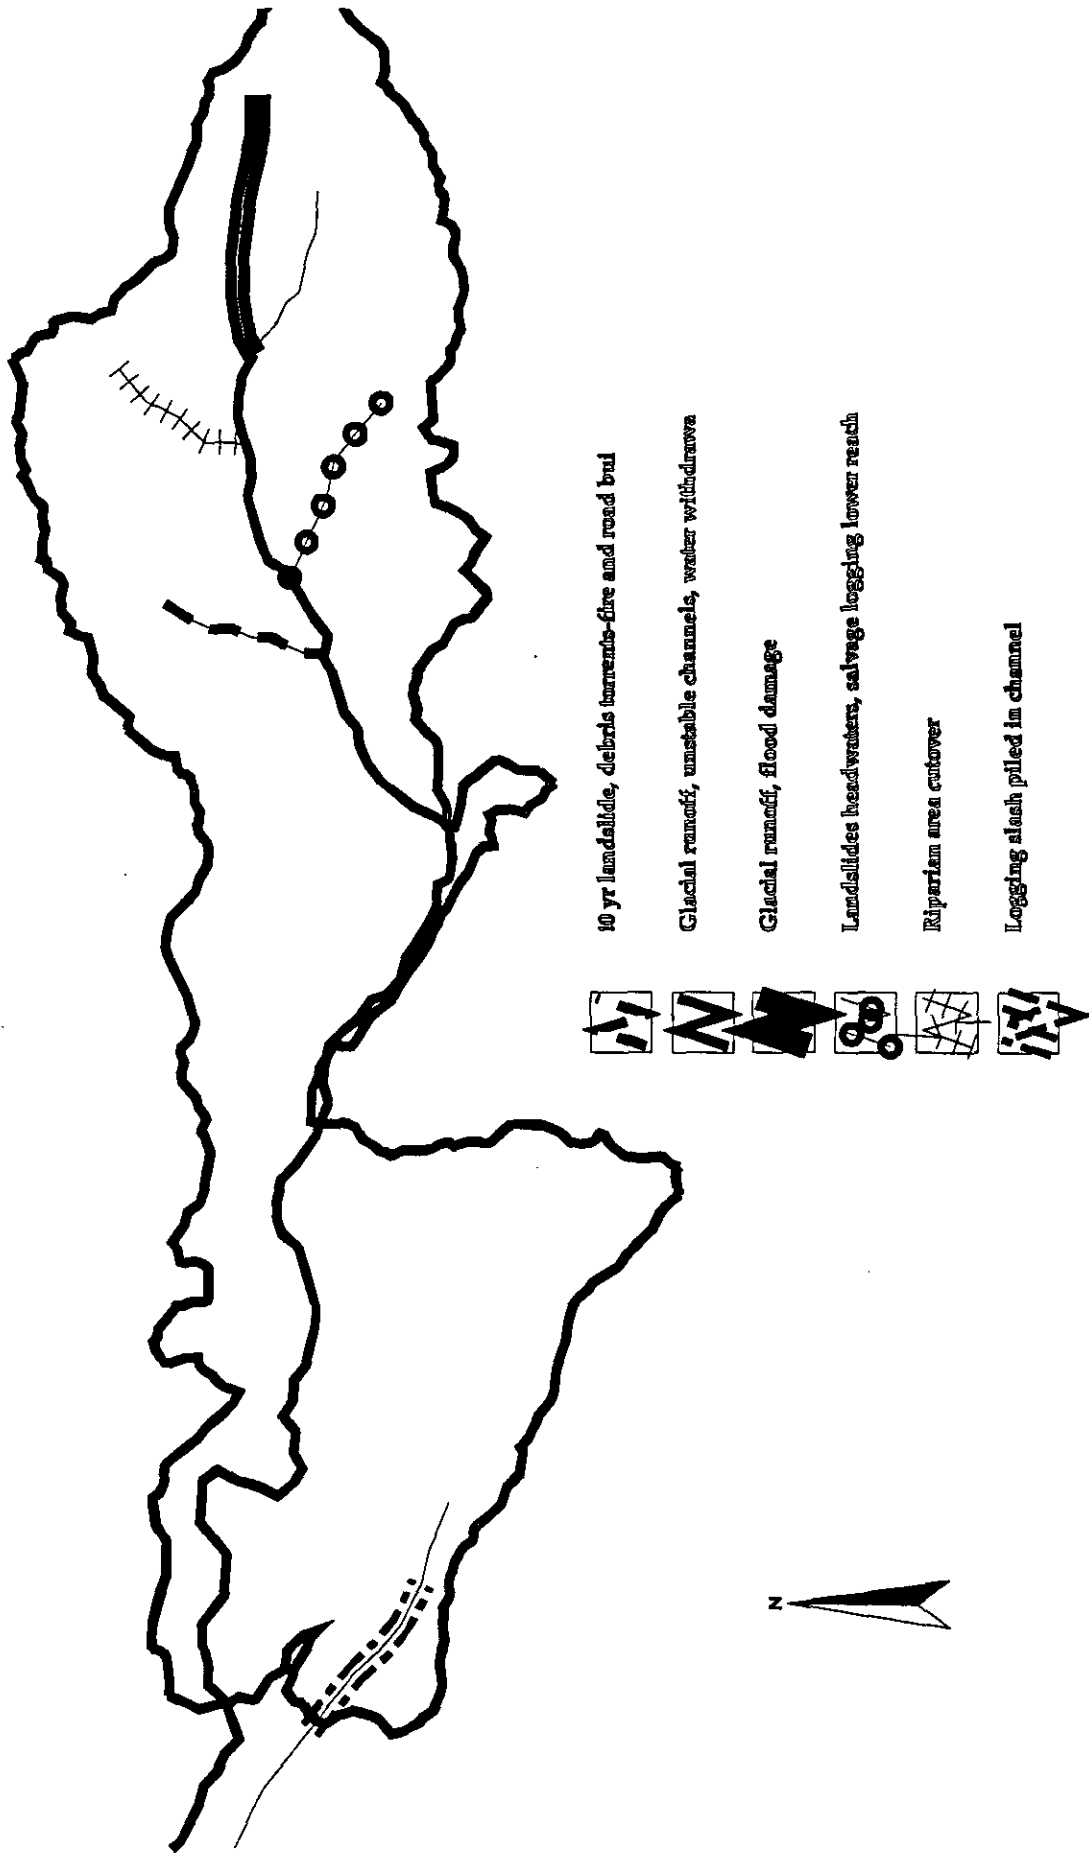 10 yr landslide, debris torrents-fire and road bui
Glacial runoff, unstable channels, water withdrawa
Glacial runoff, flood damage
Landslides headwaters, salvage logging lower reach
Riparian area cutover
Logging slash piled in channel
N